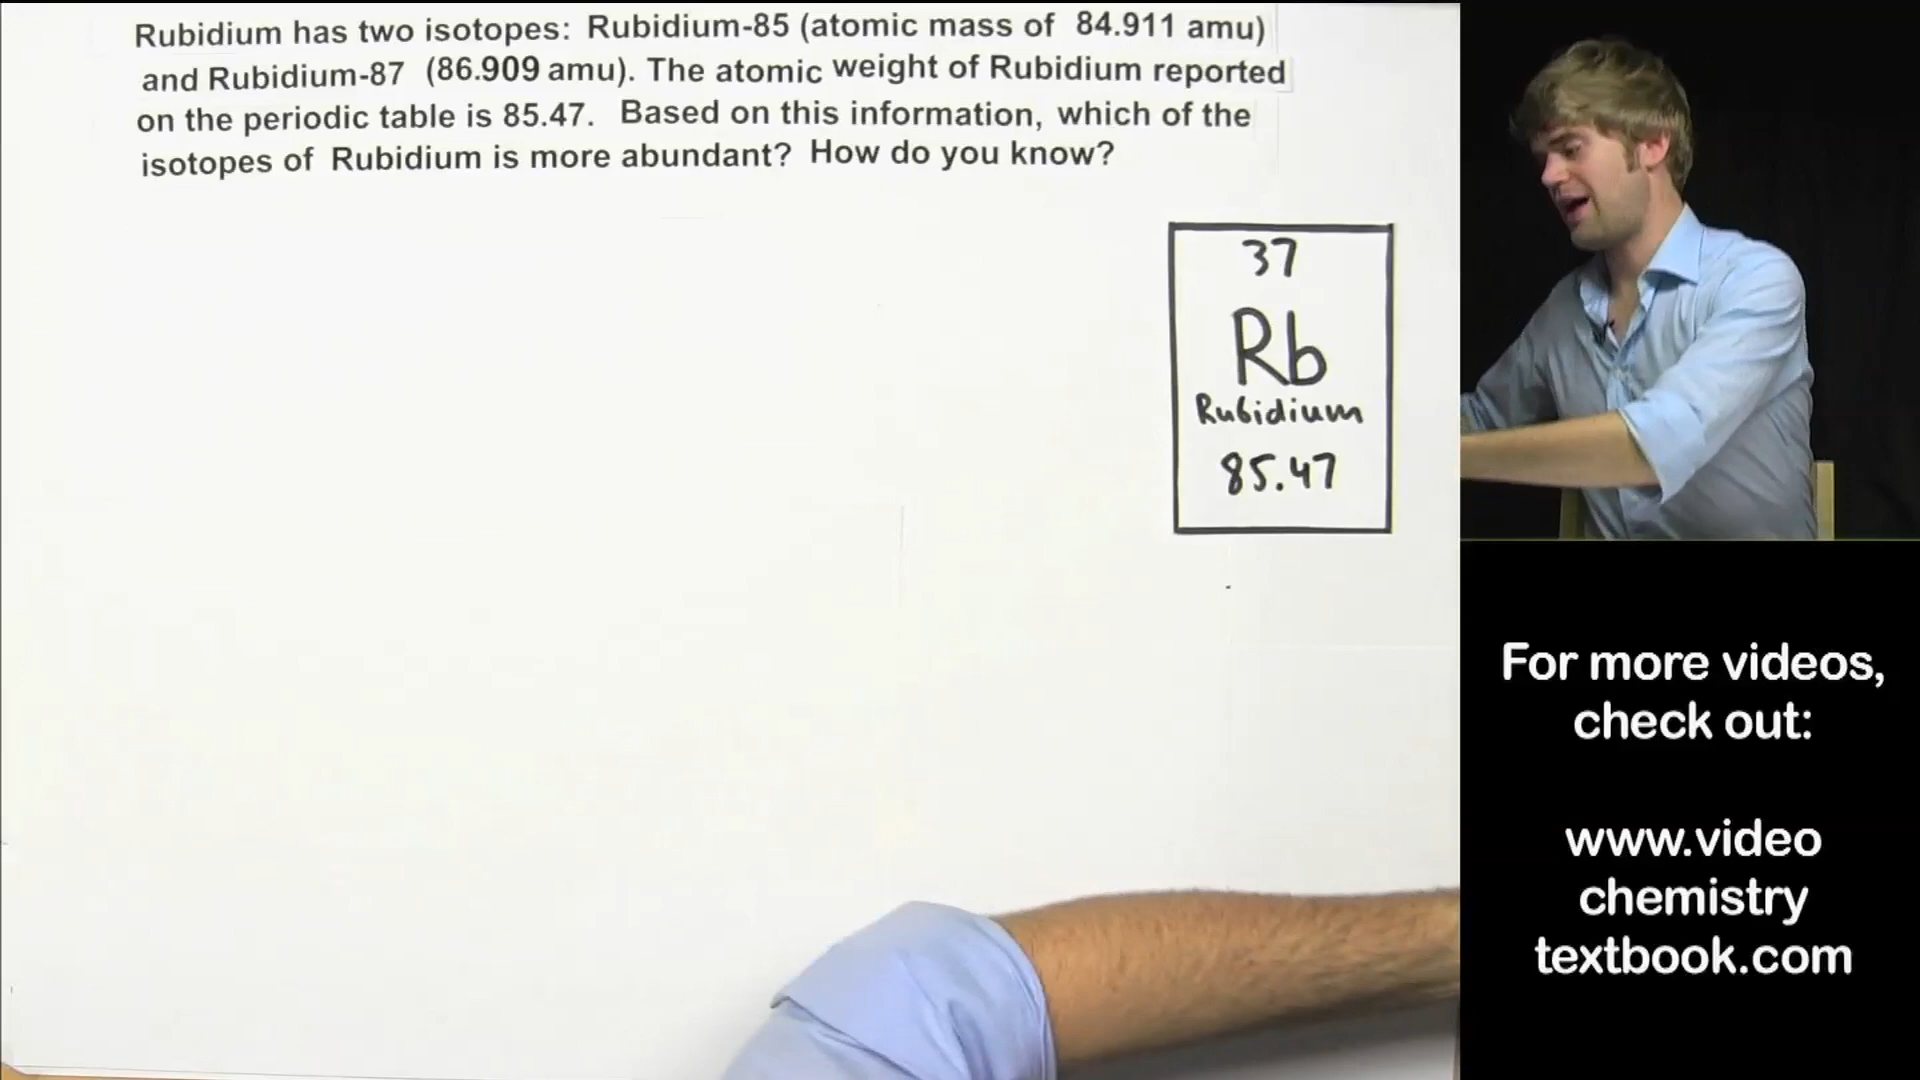 Rubidium has two isotopes: Rubidium-85 (atomic mass of 84.911 amu)
and Rubidium-87 (86.909 amu). The atomic weight of Rubidium reported
on the periodic table is 85.47. Based on this information, which of the
isotopes of Rubidium is more abundant? How do you know?
37
Rb
Rubidium
85.47
For more videos,
check out:
www.video
chemistry
textbook.com